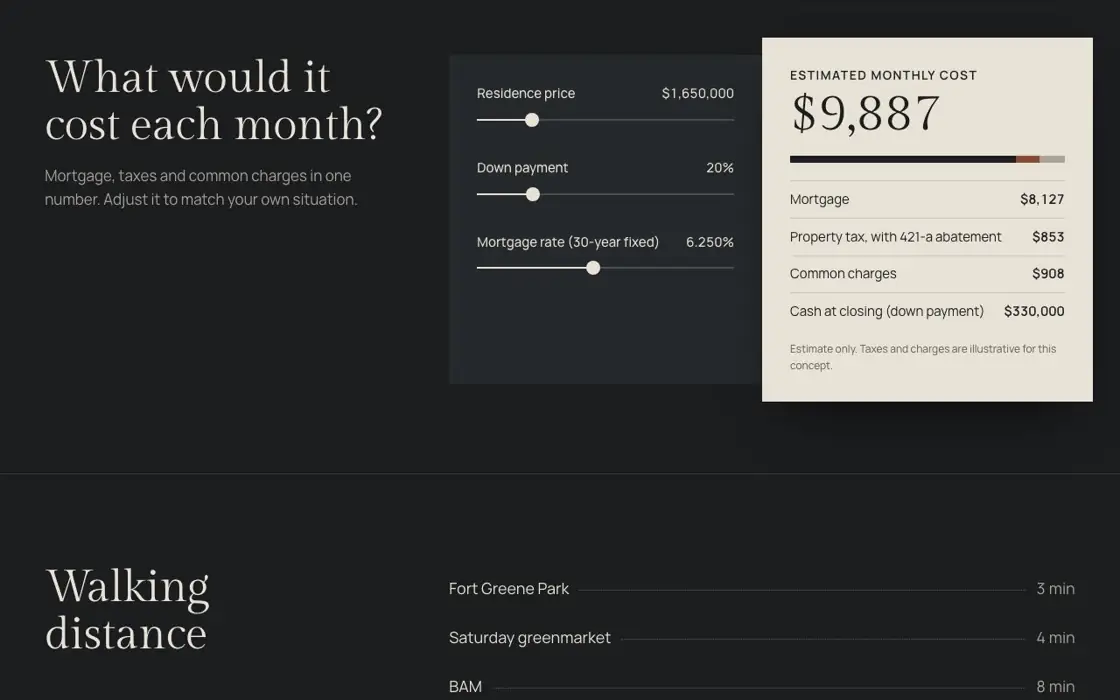 What would it
cost each month?
Mortgage, taxes and common charges in one
number. Adjust it to match your own situation.
Residence price $1,650,000
Down payment 20%
Mortgage rate (30-year fixed) 6.250%
ESTIMATED MONTHLY COST
$9,887
Mortgage $8,127
Property tax, with 421-a abatement $853
Common charges $908
Cash at closing (down payment) $330,000
Estimate only. Taxes and charges are illustrative for this
concept.
Walking
distance
Fort Greene Park 3 min
Saturday greenmarket 4 min
BAM 8 min